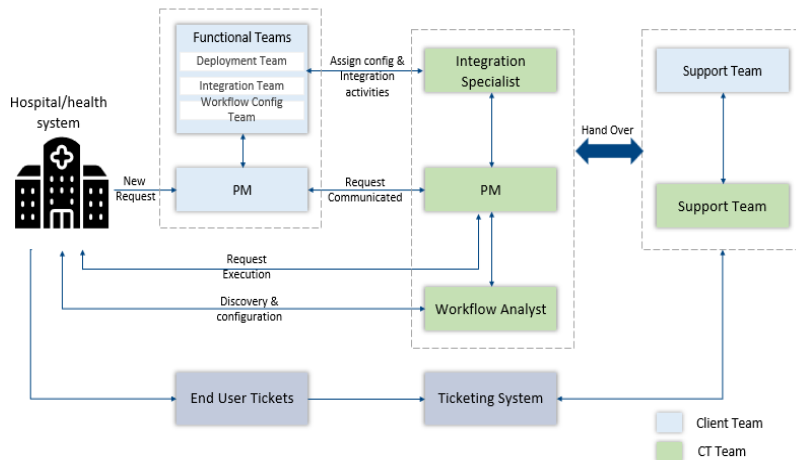 Functional Teams
Deployment Team
Integration Team
Workflow Config
Team
Assign config &
Integration
activities
Integration
Specialist
Support Team
Hospital/health
system
Hand Over
New
Request
PM
Request
Communicated
PM
Support Team
Request
Execution
Discovery &
configuration
Workflow Analyst
End User Tickets
Ticketing System
Client Team
CT Team